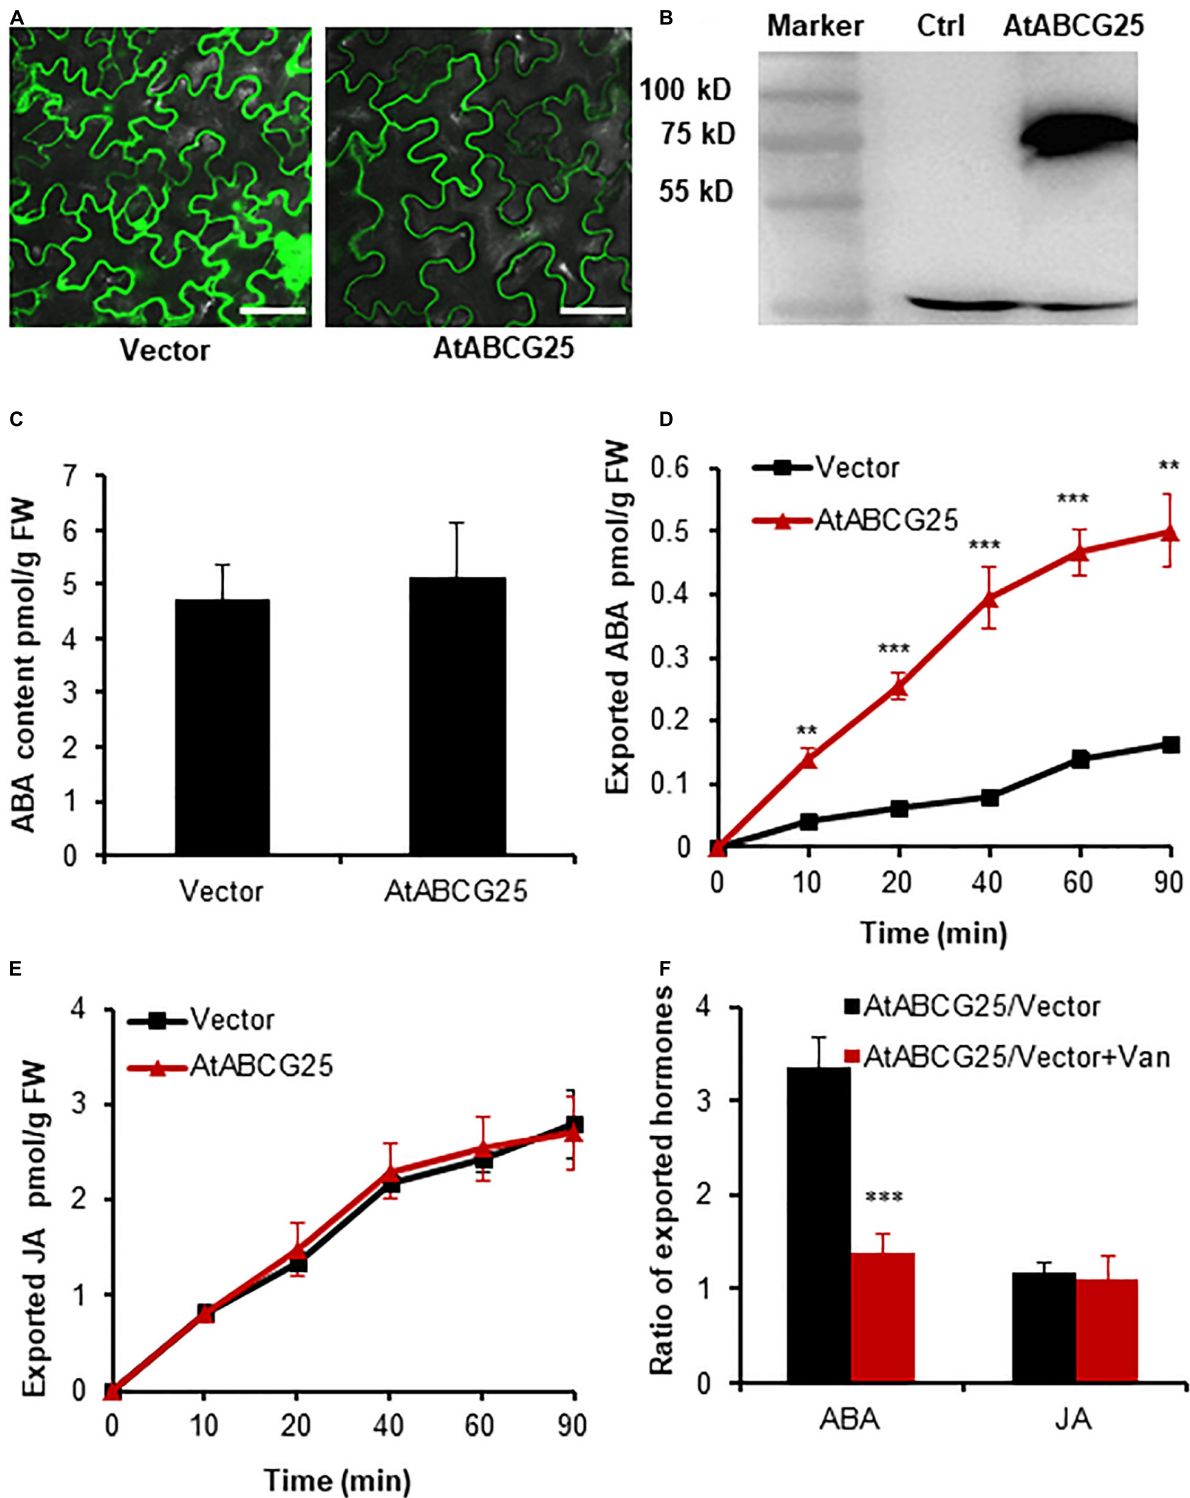 A
Vector
AtABCG25
B
Marker Ctrl AtABCG25
100 kD
75 kD
55 kD
C
ABA content pmol/g FW
7
6
5
4
3
2
1
0
Vector AtABCG25
D
Exported ABA pmol/g FW
0.6
0.5
0.4
0.3
0.2
0.1
0
Vector
AtABCG25
**
***
***
***
**
0 10 20 40 60 90
Time (min)
E
Exported JA pmol/g FW
4
3
2
1
0
Vector
AtABCG25
0 10 20 40 60 90
Time (min)
F
Ratio of exported hormones
4
3
2
1
0
AtABCG25/Vector
AtABCG25/Vector+Van
***
ABA JA